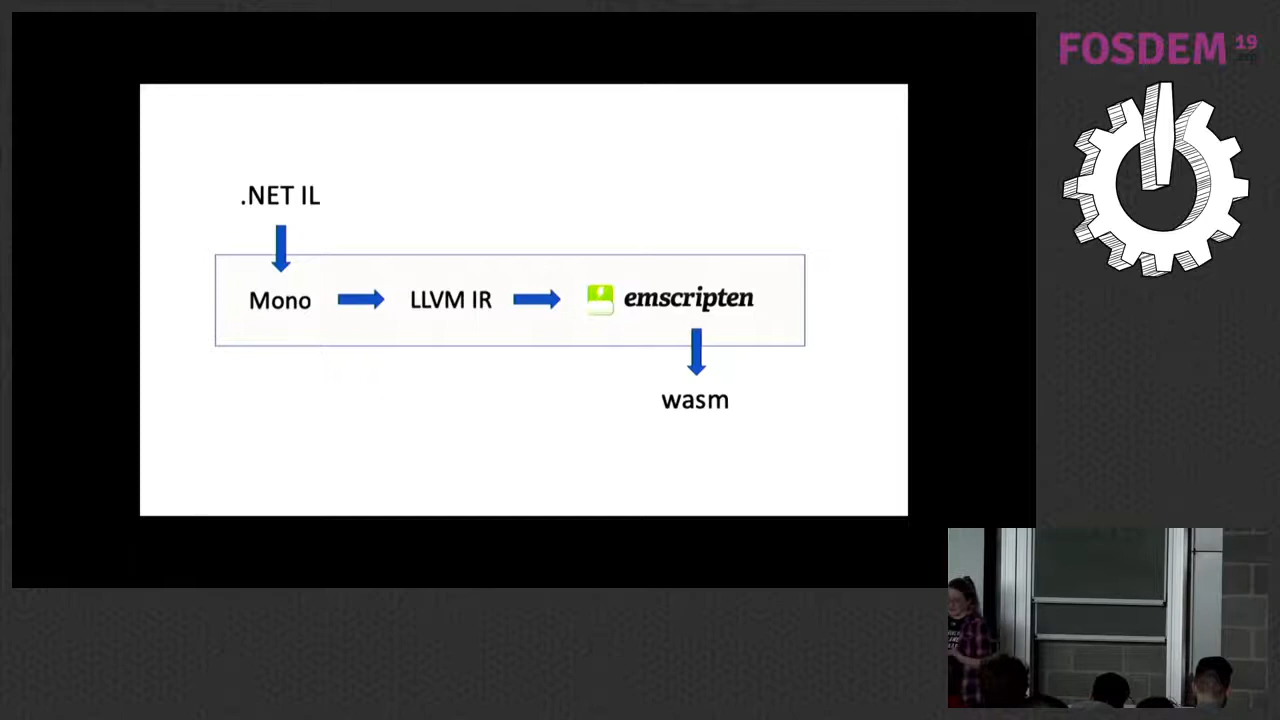 FOSDEM 19
.NET IL
Mono
LLVM IR
emscripten
wasm